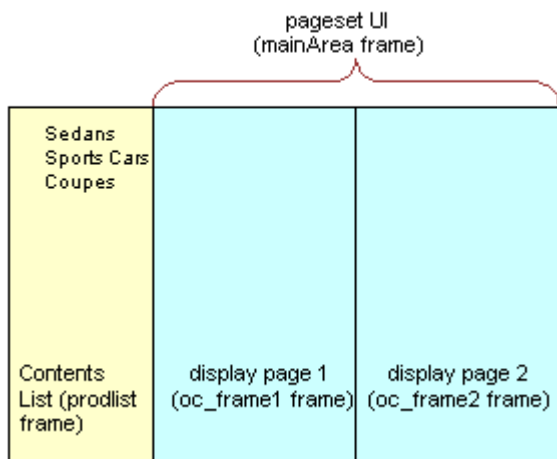 pageset UI
(mainArea frame)
Sedans
Sports Cars
Coupes
Contents
List (prodlist
frame)
display page 1
(oc_frame1 frame)
display page 2
(oc_frame2 frame)